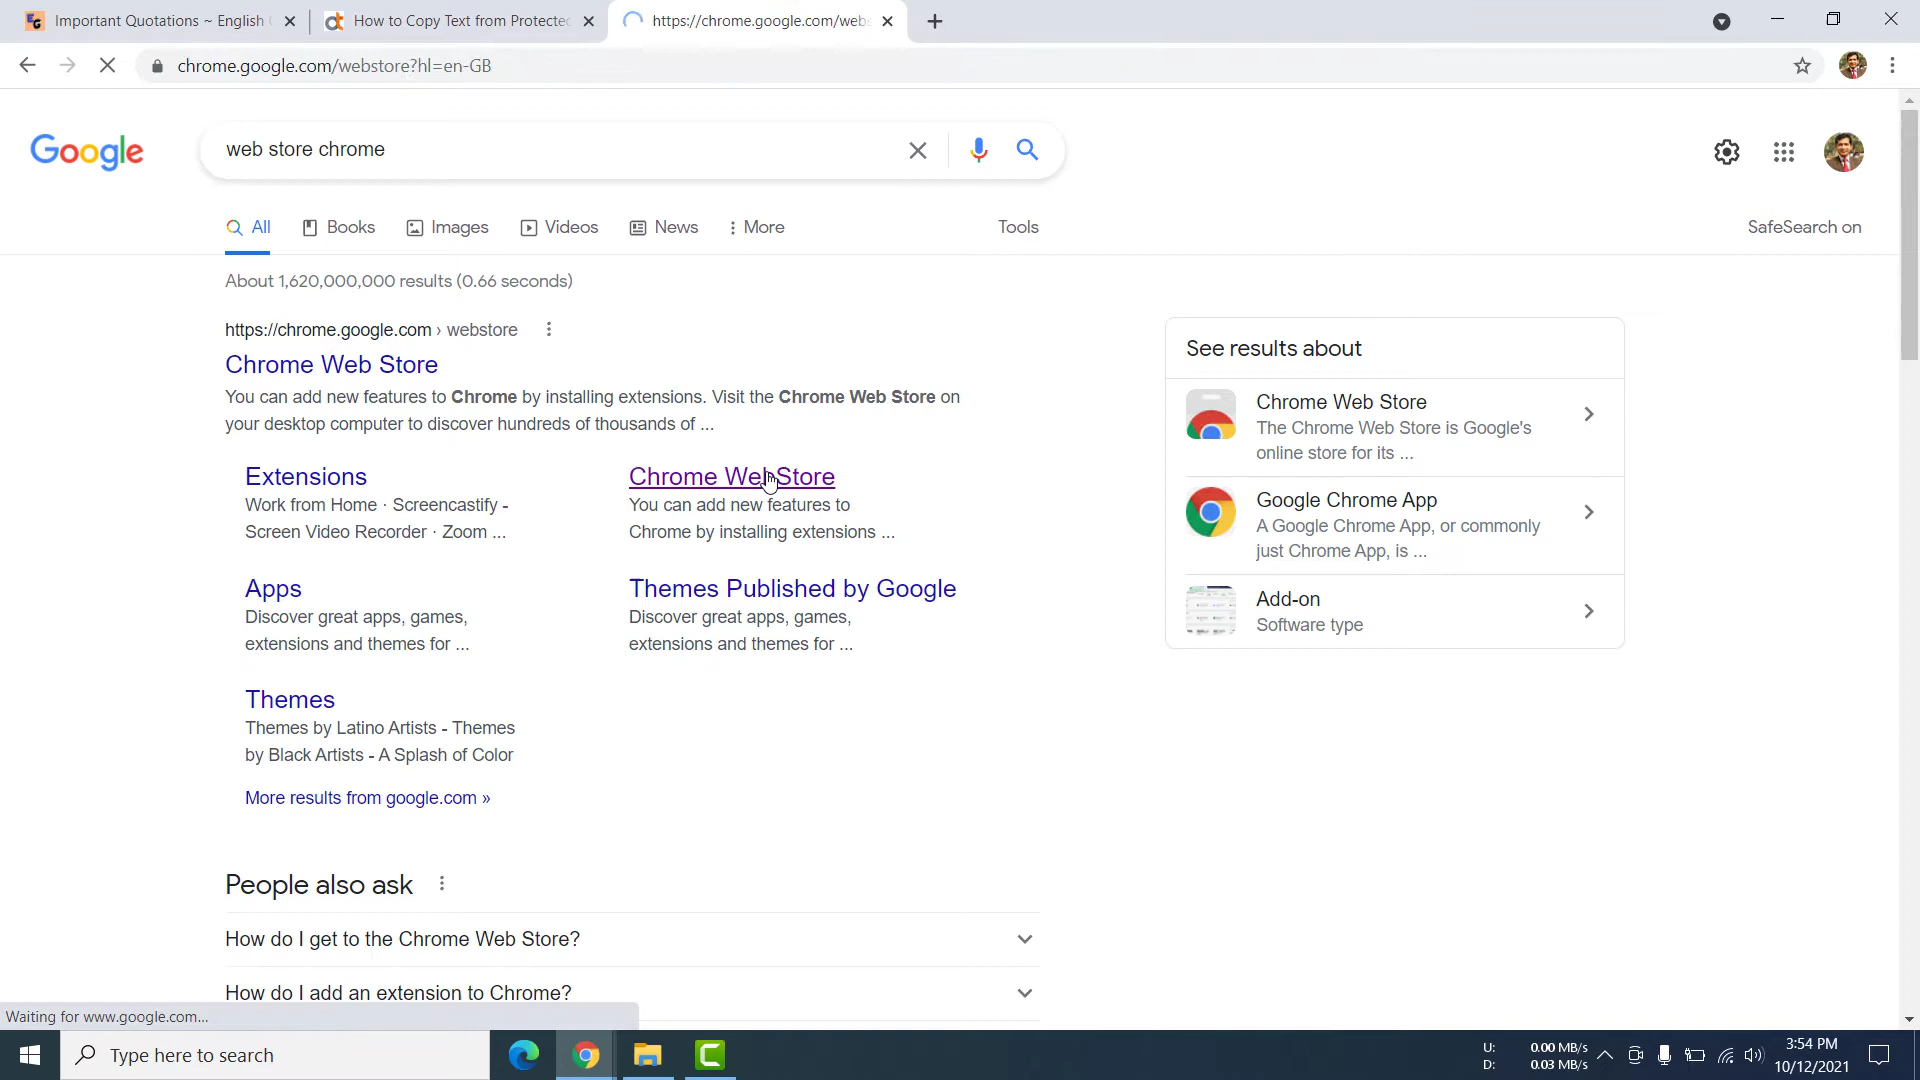 Important Quotations ~ English
How to Copy Text from Protected
https://chrome.google.com/webs
chrome.google.com/webstore?hl=en-GB
Google
web store chrome
All
Books
Images
Videos
News
More
Tools
SafeSearch on
About 1,620,000,000 results (0.66 seconds)
https://chrome.google.com › webstore
Chrome Web Store
You can add new features to Chrome by installing extensions. Visit the Chrome Web Store on
your desktop computer to discover hundreds of thousands of ...
Extensions
Work from Home · Screencastify -
Screen Video Recorder · Zoom ...
Chrome Web Store
You can add new features to
Chrome by installing extensions ...
Apps
Discover great apps, games,
extensions and themes for ...
Themes Published by Google
Discover great apps, games,
extensions and themes for ...
Themes
Themes by Latino Artists - Themes
by Black Artists - A Splash of Color
More results from google.com »
See results about
Chrome Web Store
The Chrome Web Store is Google's
online store for its ...
Google Chrome App
A Google Chrome App, or commonly
just Chrome App, is ...
Add-on
Software type
People also ask
How do I get to the Chrome Web Store?
How do I add an extension to Chrome?
Waiting for www.google.com...
Type here to search
U: 0.00 MB/s
D: 0.03 MB/s
3:54 PM
10/12/2021